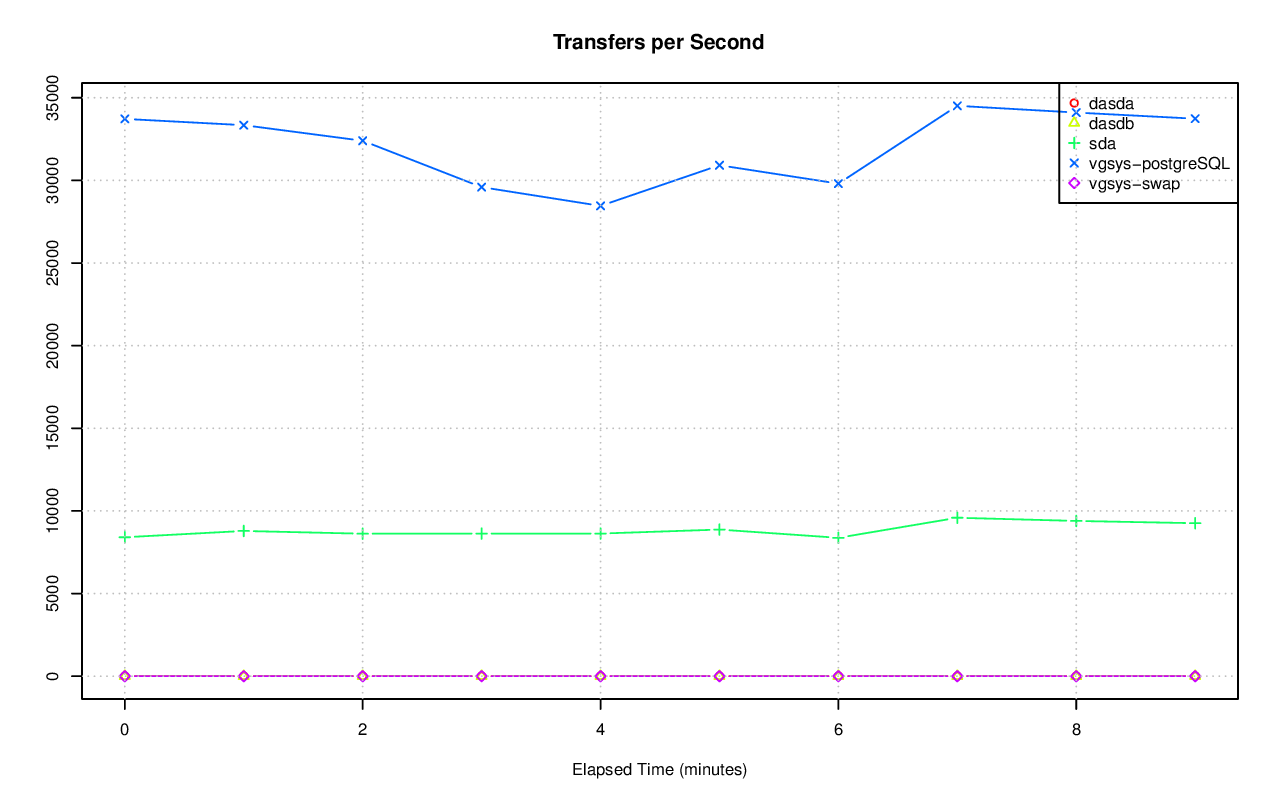 Transfers per Second
35000
30000
25000
20000
15000
10000
5000
0
dasda
dasdb
sda
vgsys-postgreSQL
vgsys-swap
0 2 4 6 8
Elapsed Time (minutes)